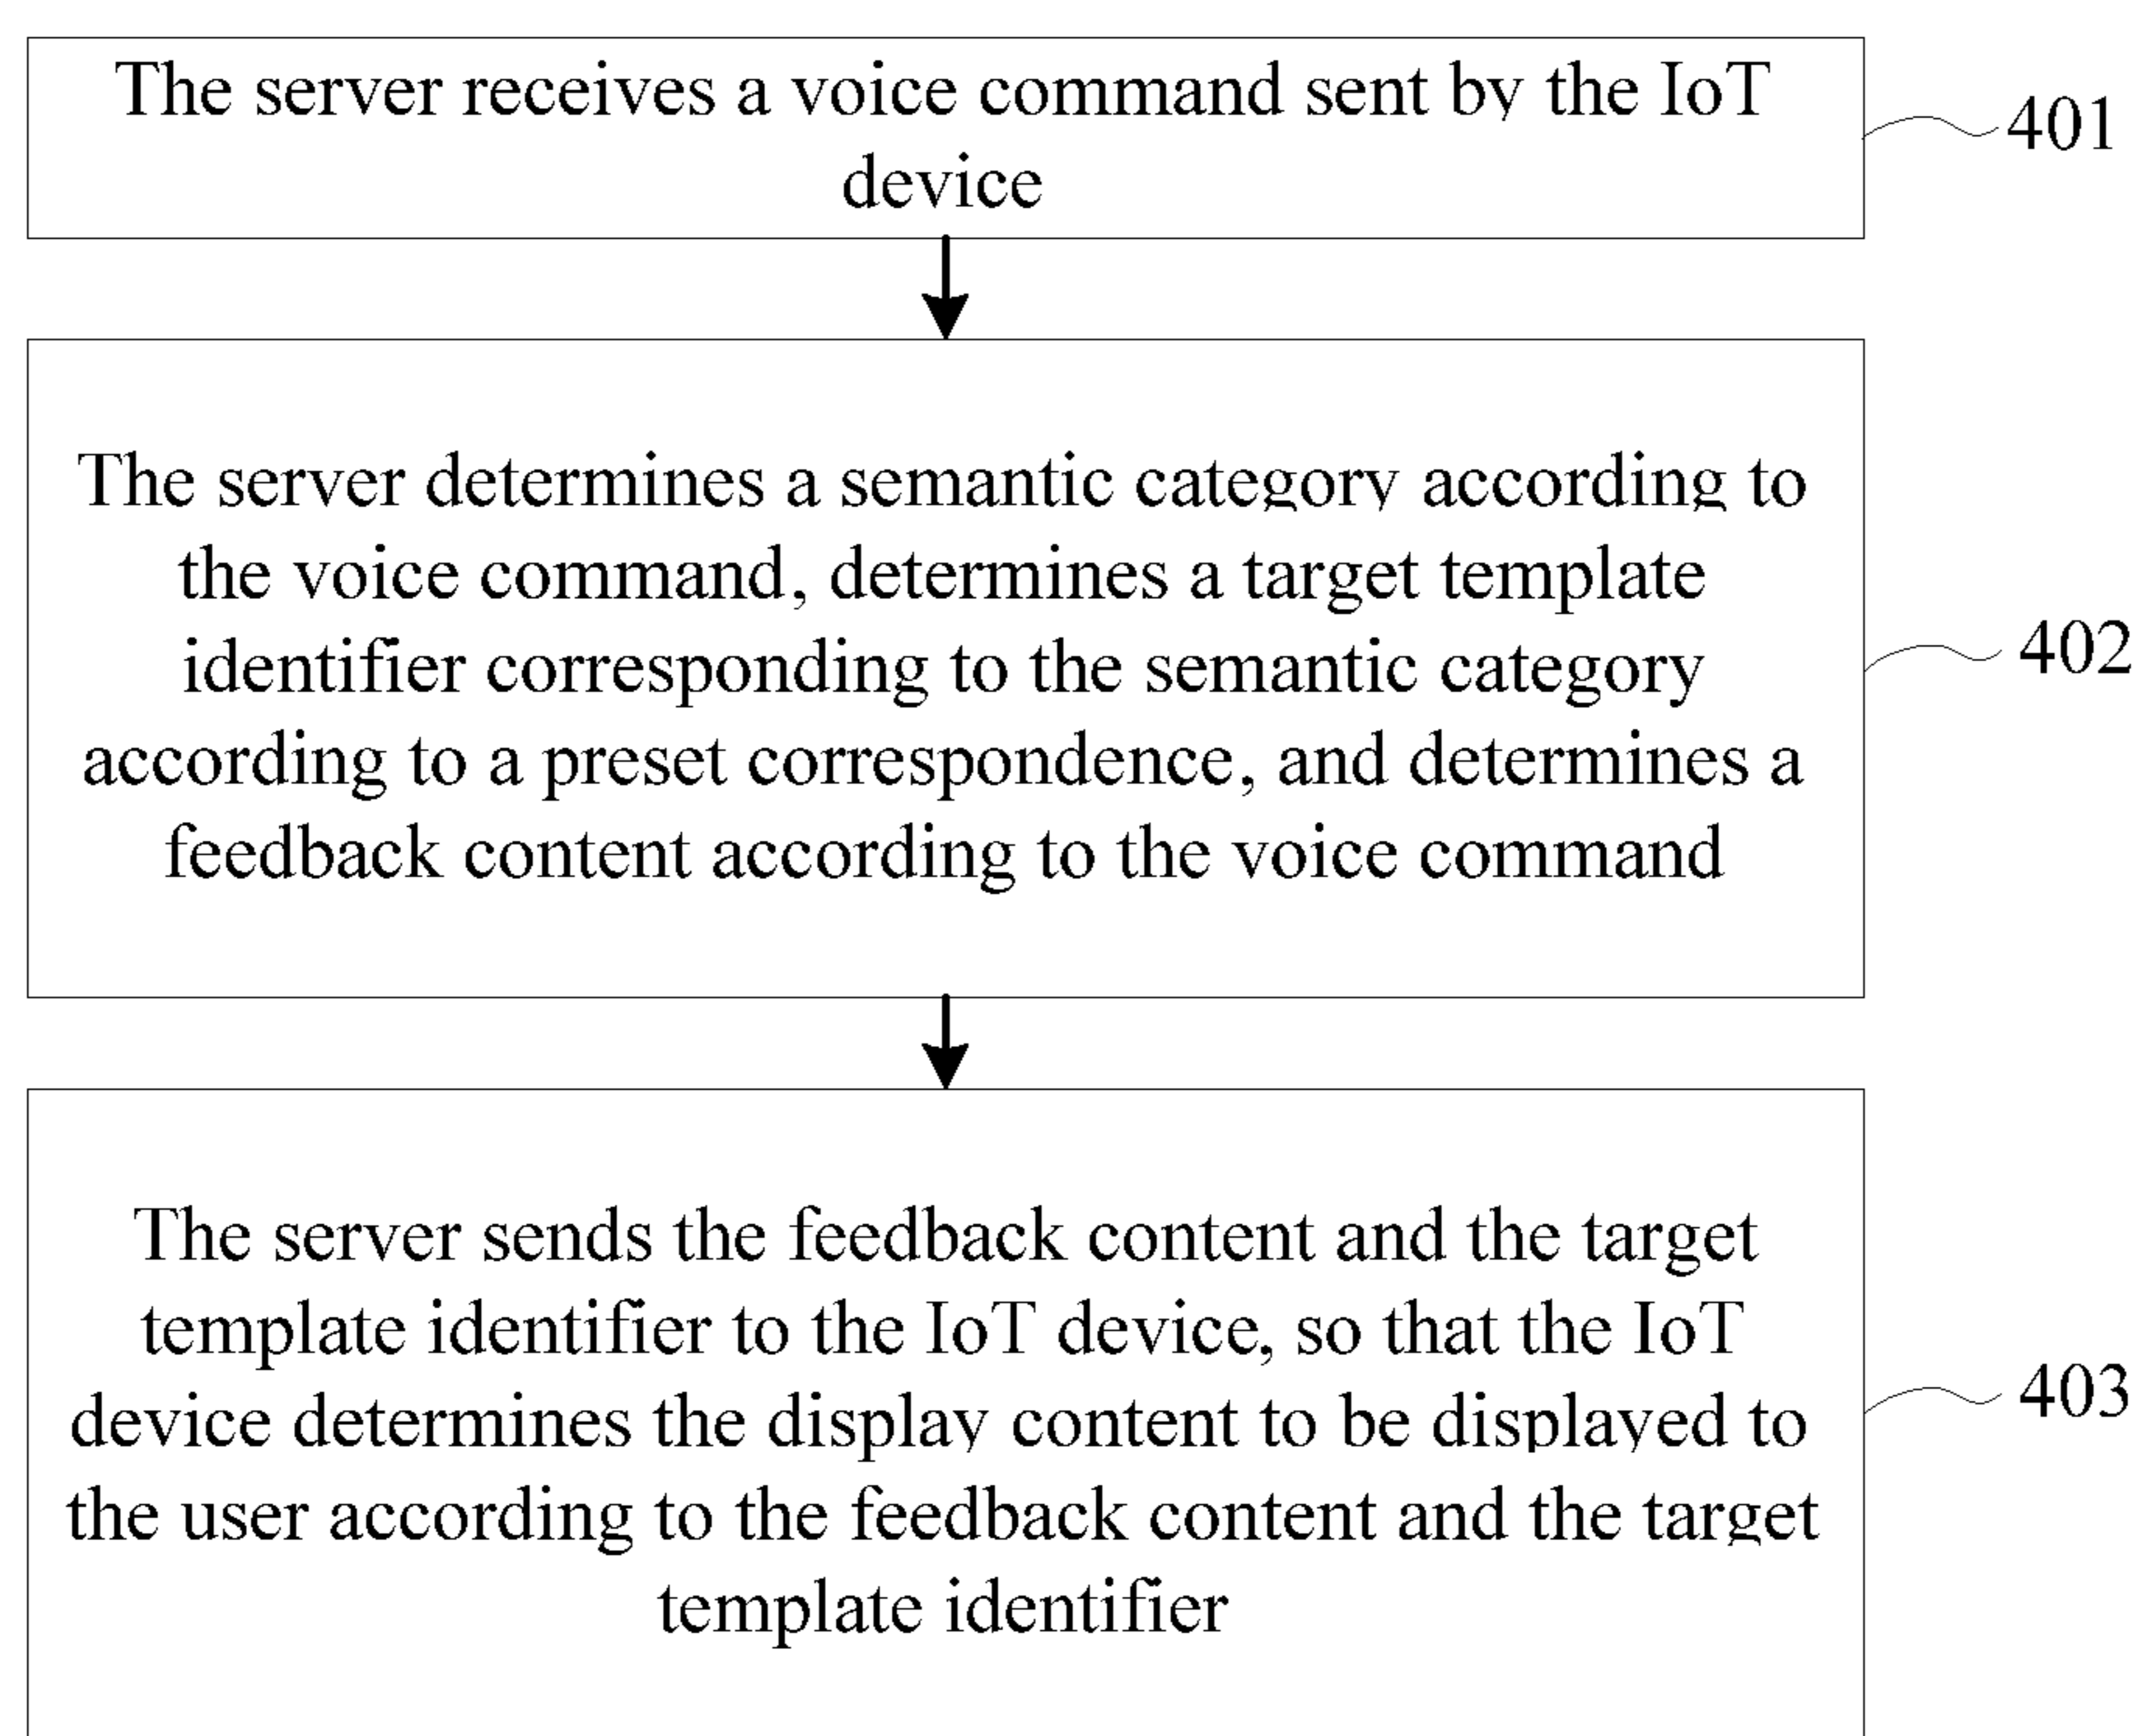 The server receives a voice command sent by the IoT
device
401
The server determines a semantic category according to
the voice command, determines a target template
identifier corresponding to the semantic category
according to a preset correspondence, and determines a
feedback content according to the voice command
402
The server sends the feedback content and the target
template identifier to the IoT device, so that the IoT
device determines the display content to be displayed to
the user according to the feedback content and the target
template identifier
403